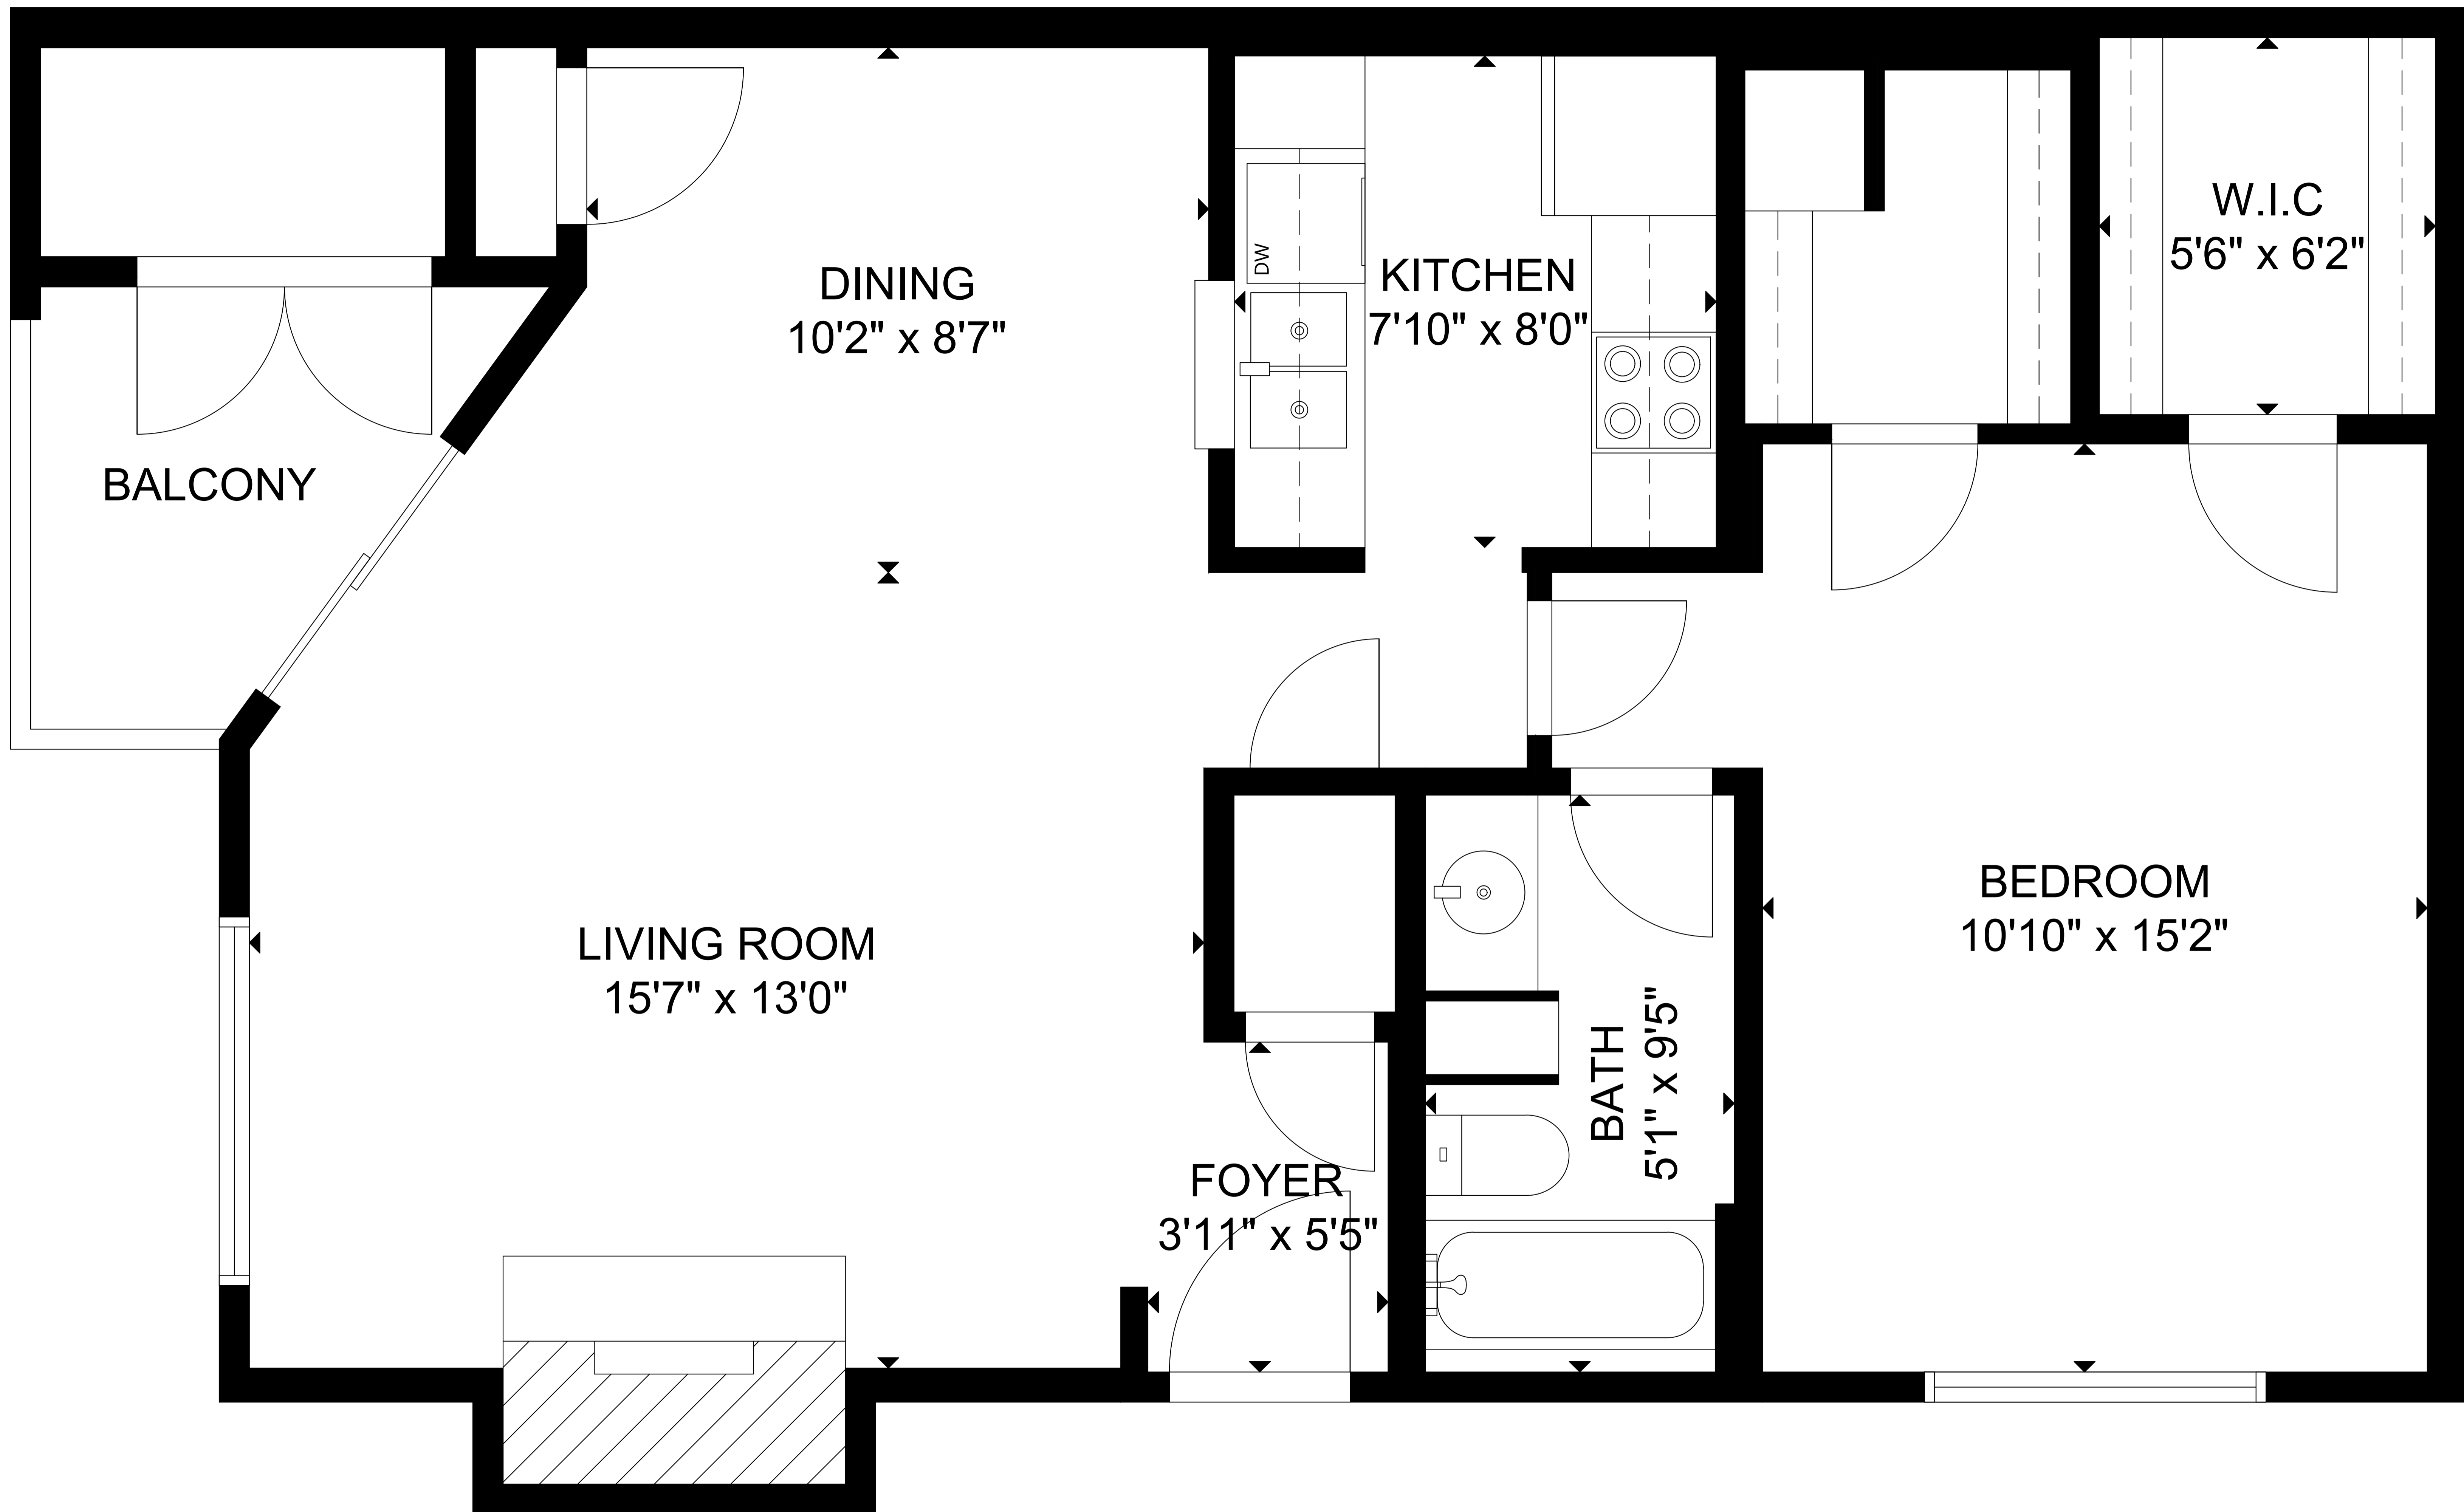 W.I.C
5'6" x 6'2"
DINING
10'2" x 8'7"
DW
KITCHEN
7'10" x 8'0"
BALCONY
LIVING ROOM
15'7" x 13'0"
BEDROOM
10'10" x 15'2"
BATH
5'1" x 9'5"
FOYER
3'11" x 5'5"